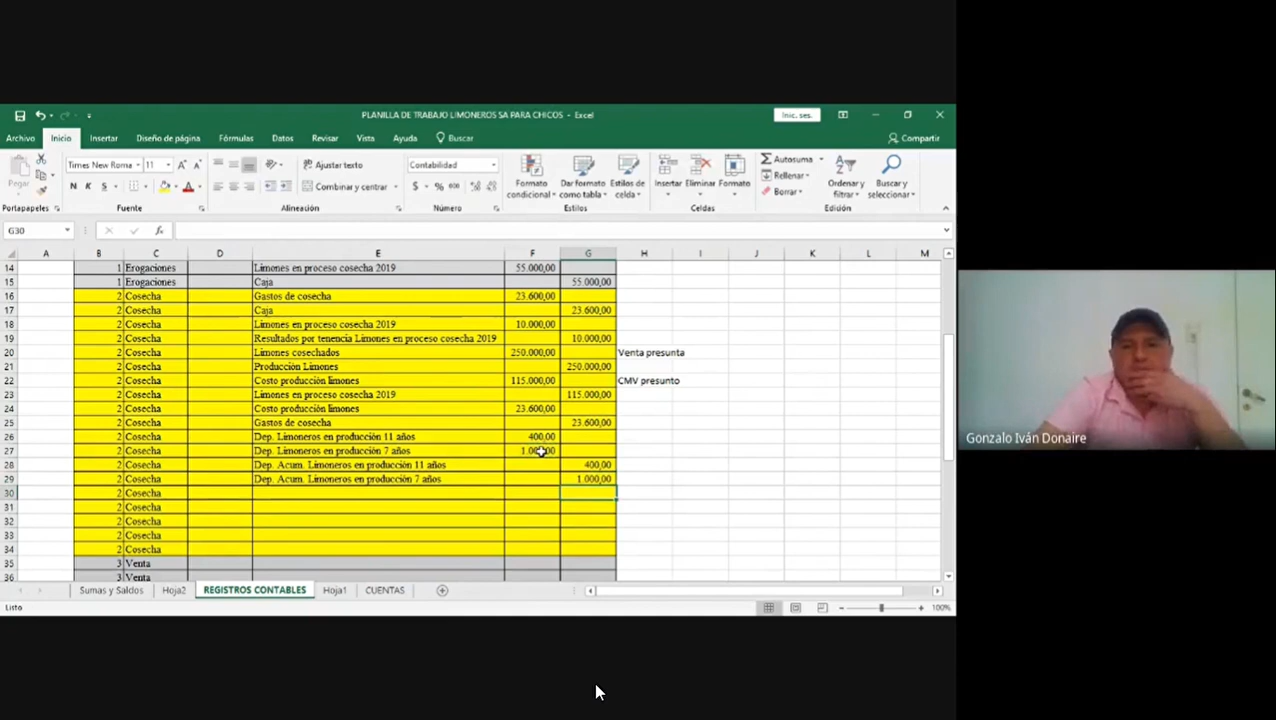 PLANILLA DE TRABAJO LIMONEROS SA PARA CHICOS - Excel
Inic. ses.
Archivo Inicio Insertar Diseño de página Fórmulas Datos Revisar Vista Ayuda Buscar Compartir
Pegar
Times New Roma 11
N K S
Ajustar texto
Combinar y centrar
Contabilidad
$ % 000
Formato condicional
Dar formato como tabla
Estilos de celda
Insertar Eliminar Formato
Autosuma
Rellenar
Borrar
Ordenar y filtrar
Buscar y seleccionar
Portapapeles Fuente Alineación Número Estilos Celdas Edición
G30 fx
A B C D E F G H I J K L M
14 1 Erogaciones Limones en proceso cosecha 2019 55.000,00
15 1 Erogaciones Caja 55.000,00
16 2 Cosecha Gastos de cosecha 23.600,00
17 2 Cosecha Caja 23.600,00
18 2 Cosecha Limones en proceso cosecha 2019 10.000,00
19 2 Cosecha Resultados por tenencia Limones en proceso cosecha 2019 10.000,00
20 2 Cosecha Limones cosechados 250.000,00 Venta presunta
21 2 Cosecha Producción Limones 250.000,00
22 2 Cosecha Costo producción limones 115.000,00 CMV presunto
23 2 Cosecha Limones en proceso cosecha 2019 115.000,00
24 2 Cosecha Costo producción limones 23.600,00
25 2 Cosecha Gastos de cosecha 23.600,00
26 2 Cosecha Dep. Limoneros en producción 11 años 400,00
27 2 Cosecha Dep. Limoneros en producción 7 años
28 2 Cosecha Dep. Acum. Limoneros en producción 11 años 400,00
29 2 Cosecha Dep. Acum. Limoneros en producción 7 años 1.000,00
30 2 Cosecha
31 2 Cosecha
32 2 Cosecha
33 2 Cosecha
34 2 Cosecha
35 3 Venta
36 3 Venta
Sumas y Saldos Hoja2 REGISTROS CONTABLES Hoja1 CUENTAS
Listo 100%
Gonzalo Iván Donaire